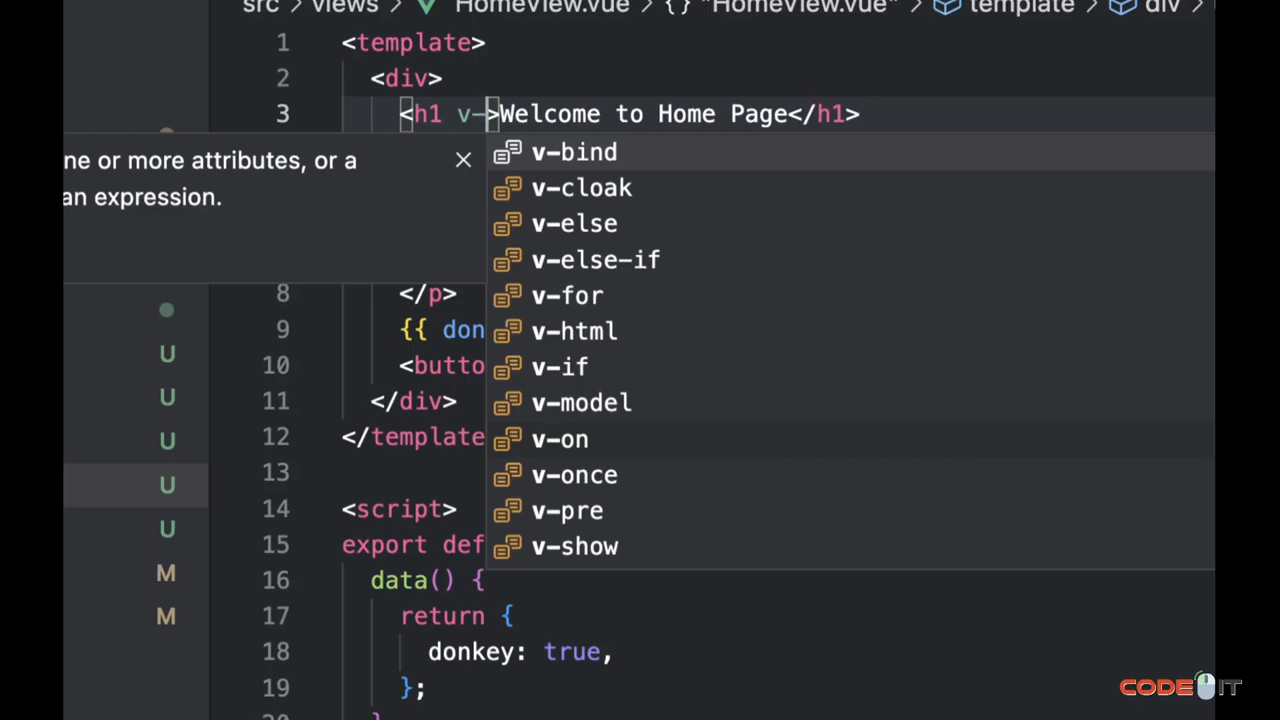 src > views > HomeView.vue > {} "HomeView.vue" > template > div >
1 <template>
2 <div>
3 <h1 v->Welcome to Home Page</h1>
ne or more attributes, or a
an expression.
v-bind
v-cloak
v-else
v-else-if
v-for
v-html
v-if
v-model
v-on
v-once
v-pre
v-show
8 </p>
9 {{ don
10 <butto
11 </div>
12 </template
13
14 <script>
15 export def
16 data() {
17 return {
18 donkey: true,
19 };
20 }
U
U
U
U
U
M
M
CODE IT